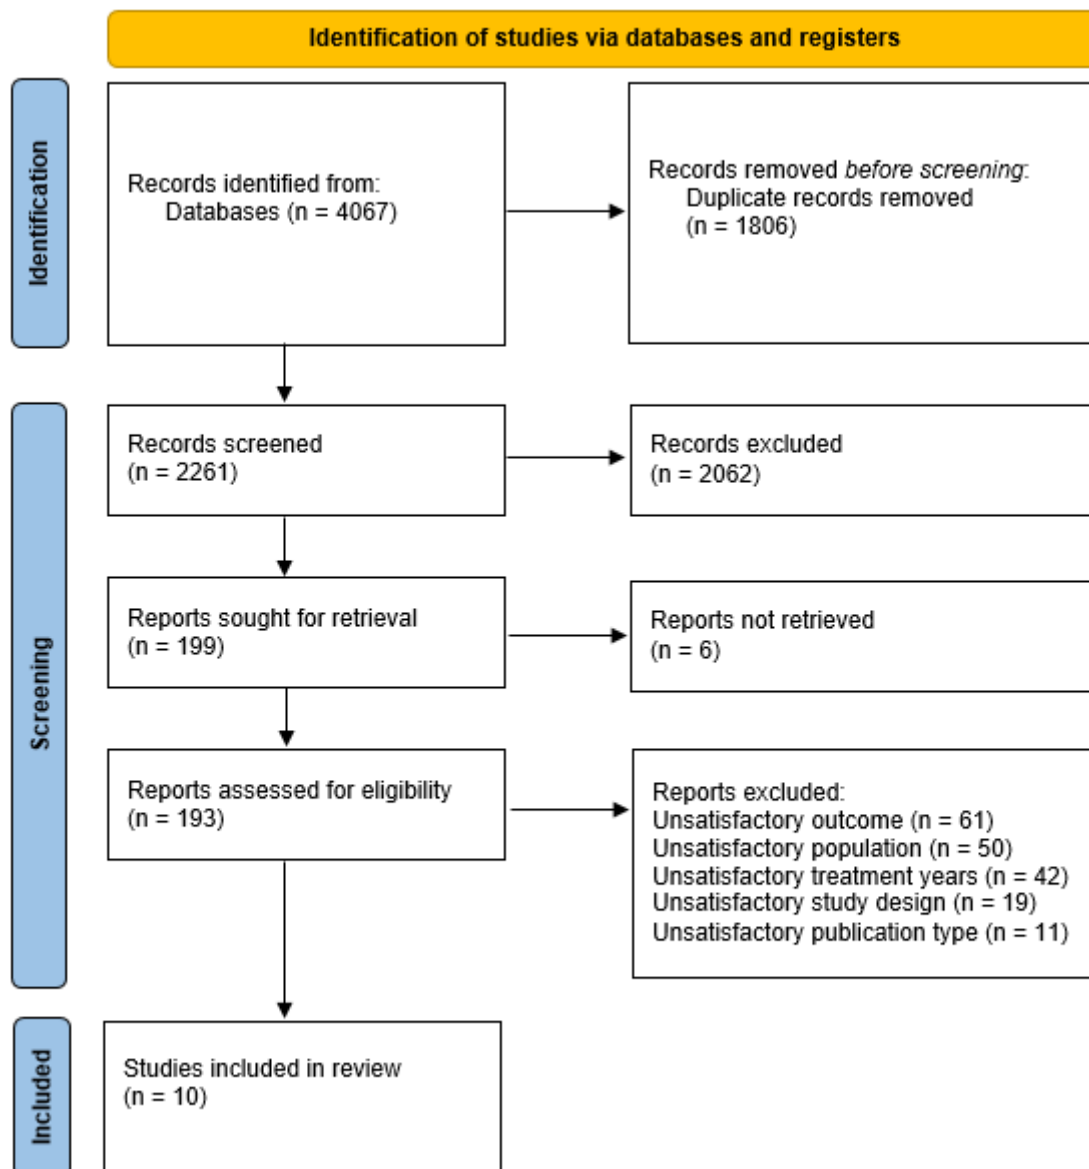 Identification of studies via databases and registers
Identification
Records identified from:
Databases (n = 4067)
Records removed before screening:
Duplicate records removed
(n = 1806)
Screening
Records screened
(n = 2261)
Records excluded
(n = 2062)
Reports sought for retrieval
(n = 199)
Reports not retrieved
(n = 6)
Reports assessed for eligibility
(n = 193)
Reports excluded:
Unsatisfactory outcome (n = 61)
Unsatisfactory population (n = 50)
Unsatisfactory treatment years (n = 42)
Unsatisfactory study design (n = 19)
Unsatisfactory publication type (n = 11)
Included
Studies included in review
(n = 10)